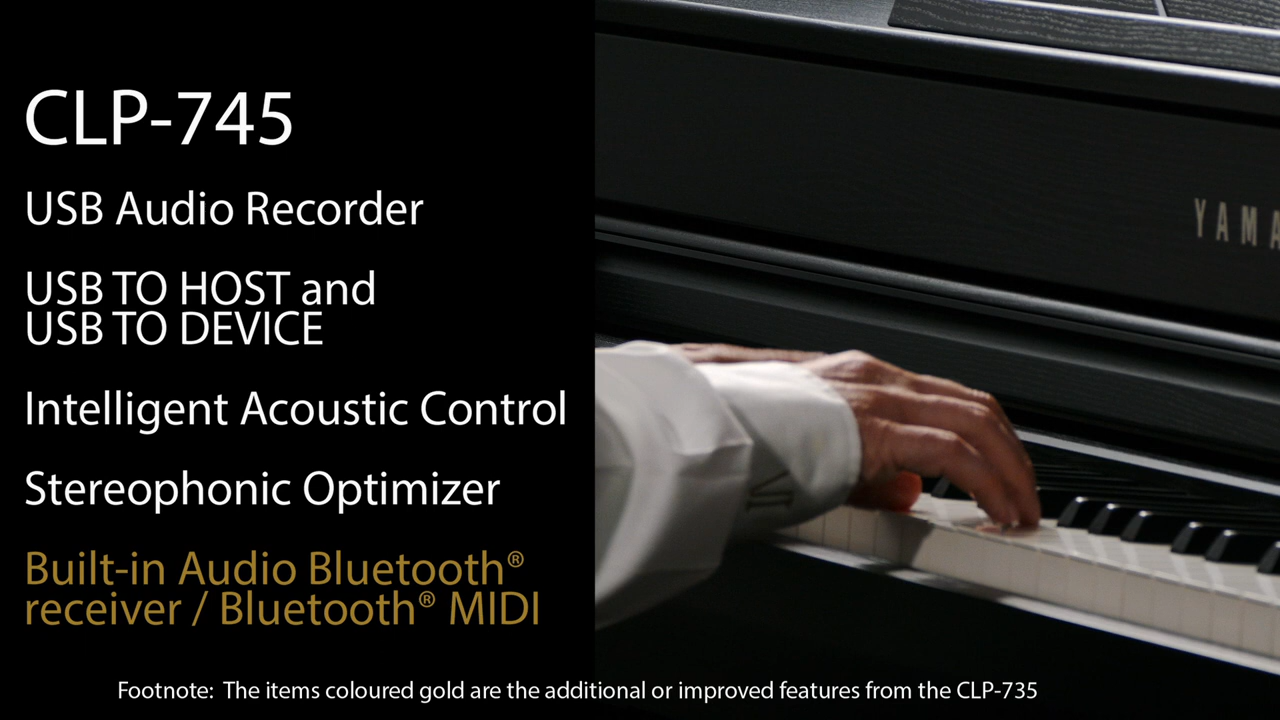 CLP-745
USB Audio Recorder
USB TO HOST and
USB TO DEVICE
Intelligent Acoustic Control
Stereophonic Optimizer
Built-in Audio Bluetooth®
receiver / Bluetooth® MIDI
YAMA
Footnote: The items coloured gold are the additional or improved features from the CLP-735